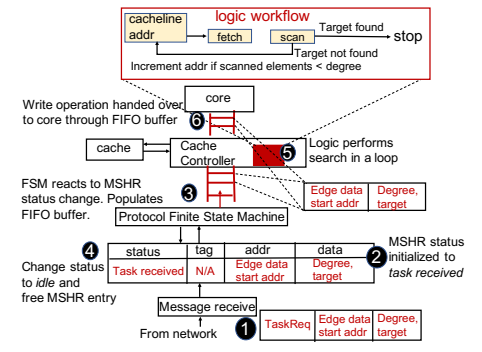 logic workflow
cacheline
addr
fetch
scan
Target found
stop
Target not found
Increment addr if scanned elements < degree
core
Write operation handed over
to core through FIFO buffer
6
cache
Cache
Controller
5
Logic performs
search in a loop
FSM reacts to MSHR
status change. Populates
FIFO buffer.
3
Edge data
start addr
Degree,
target
Protocol Finite State Machine
4
Change status
to idle and
free MSHR entry
status
tag
addr
data
Task received
N/A
Edge data
start addr
Degree,
target
2
MSHR status
initialized to
task received
Message receive
From network
1
TaskReq
Edge data
start addr
Degree,
target